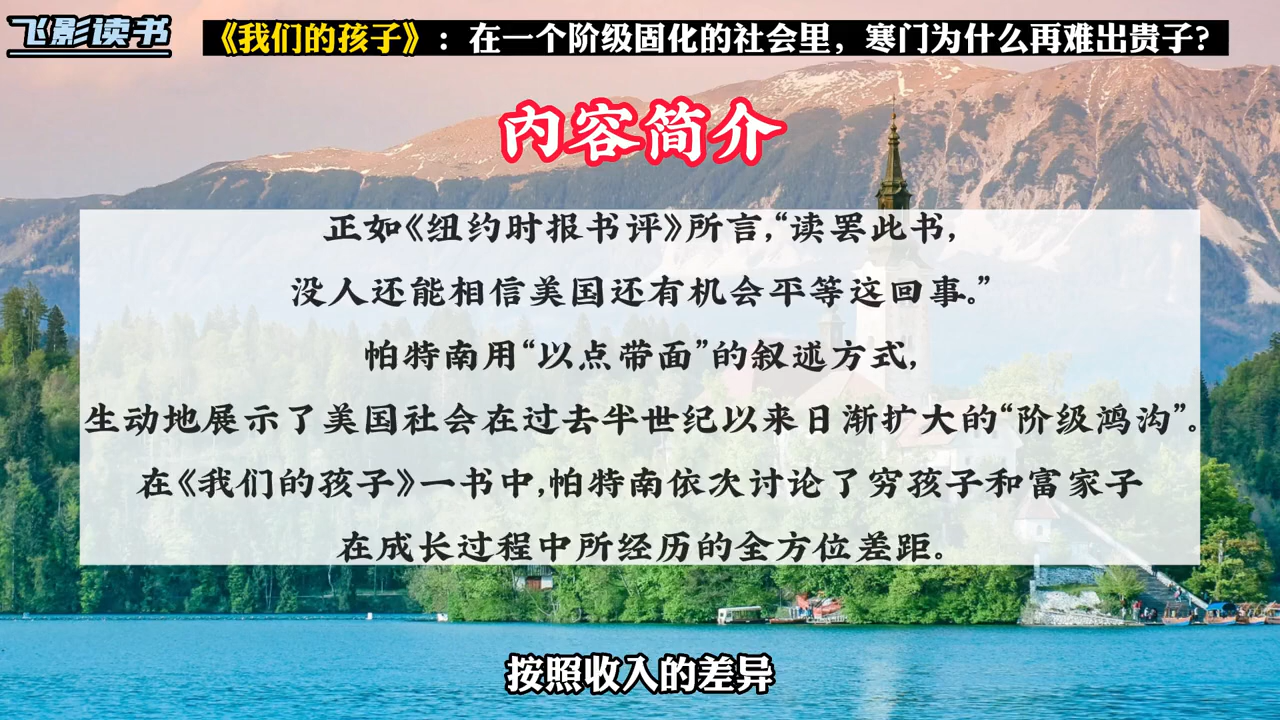 飞影读书
《我们的孩子》：在一个阶级固化的社会里，寒门为什么再难出贵子？
内容简介
正如《纽约时报书评》所言，“读罢此书，
没人还能相信美国还有机会平等这回事。”
帕特南用“以点带面”的叙述方式，
生动地展示了美国社会在过去半世纪以来日渐扩大的“阶级鸿沟”。
在《我们的孩子》一书中，帕特南依次讨论了穷孩子和富家子
在成长过程中所经历的全方位差距。
按照收入的差异